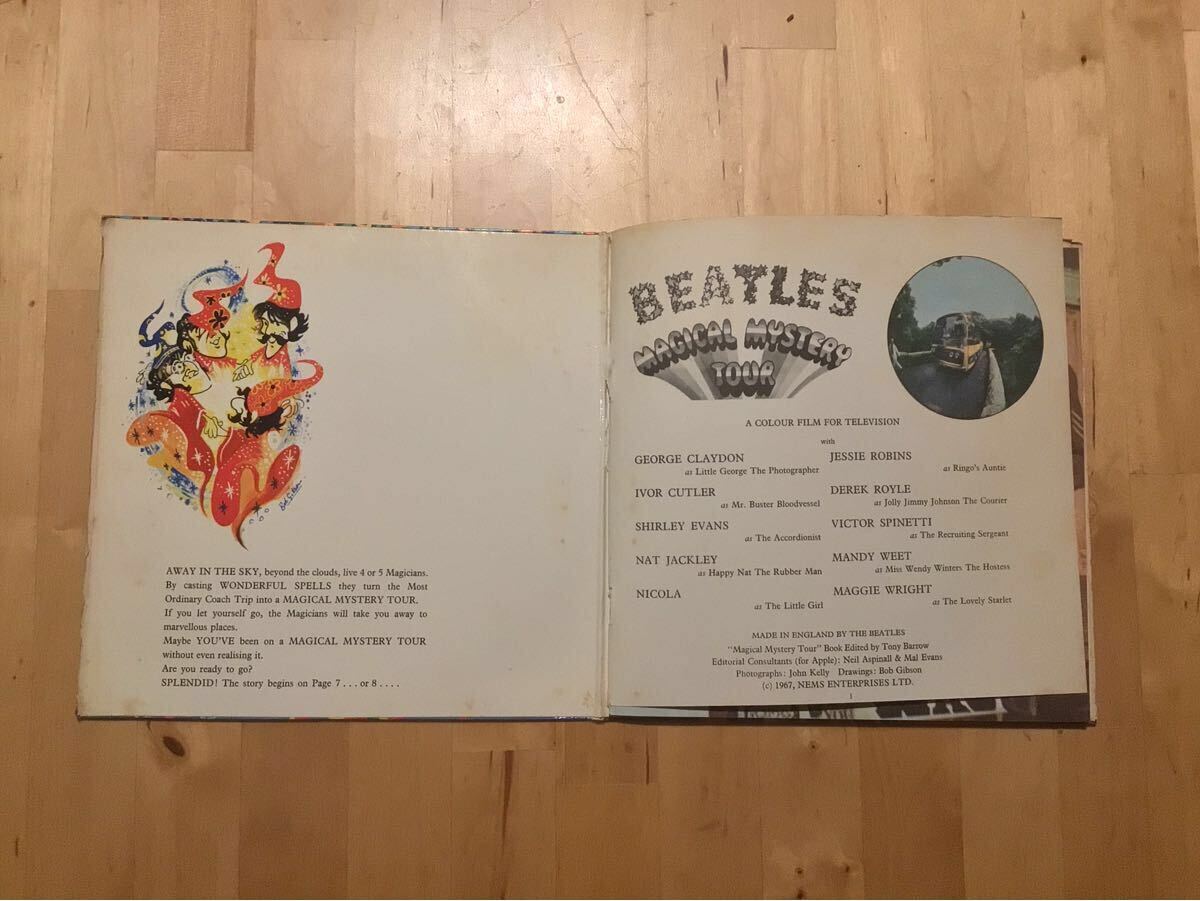 Bob Gibson
AWAY IN THE SKY, beyond the clouds, live 4 or 5 Magicians.
By casting WONDERFUL SPELLS they turn the Most
Ordinary Coach Trip into a MAGICAL MYSTERY TOUR.
If you let yourself go, the Magicians will take you away to
marvellous places.
Maybe YOU'VE been on a MAGICAL MYSTERY TOUR
without even realising it.
Are you ready to go?
SPLENDID! The story begins on Page 7 . . . or 8 . . . .
BEATLES
MAGICAL MYSTERY
TOUR
A COLOUR FILM FOR TELEVISION
with
GEORGE CLAYDON
as Little George The Photographer
IVOR CUTLER
as Mr. Buster Bloodvessel
SHIRLEY EVANS
as The Accordionist
NAT JACKLEY
as Happy Nat The Rubber Man
NICOLA
as The Little Girl
JESSIE ROBINS
as Ringo's Auntie
DEREK ROYLE
as Jolly Jimmy Johnson The Courier
VICTOR SPINETTI
as The Recruiting Sergeant
MANDY WEET
as Miss Wendy Winters The Hostess
MAGGIE WRIGHT
as The Lovely Starlet
MADE IN ENGLAND BY THE BEATLES
"Magical Mystery Tour" Book Edited by Tony Barrow
Editorial Consultants (for Apple): Neil Aspinall & Mal Evans
Photographs: John Kelly Drawings: Bob Gibson
(c) 1967, NEMS ENTERPRISES LTD.
1